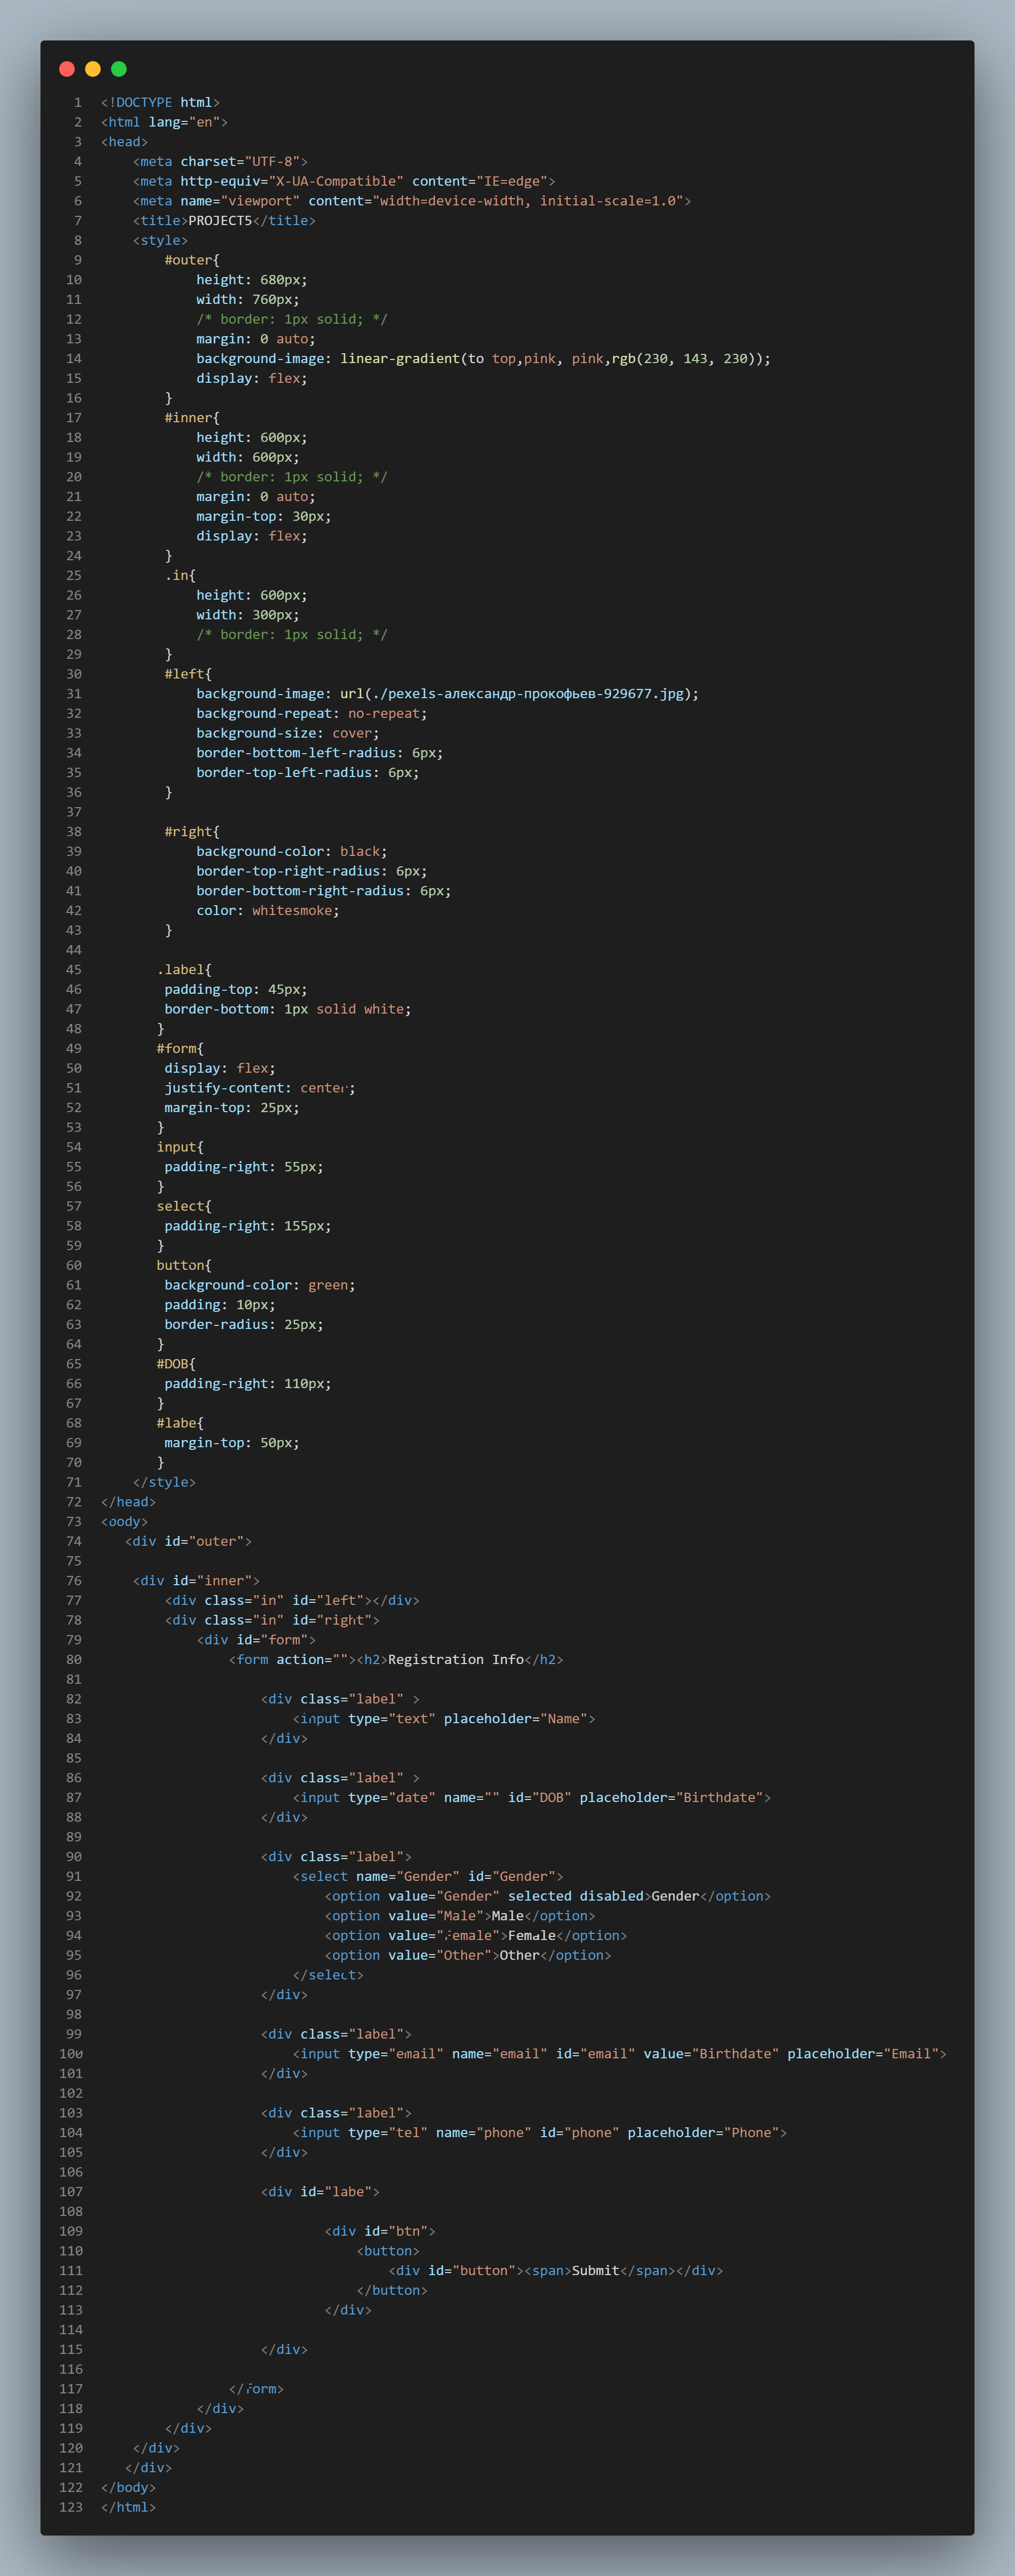 1 <!DOCTYPE html>
2 <html lang="en">
3 <head>
4     <meta charset="UTF-8">
5     <meta http-equiv="X-UA-Compatible" content="IE=edge">
6     <meta name="viewport" content="width=device-width, initial-scale=1.0">
7     <title>PROJECT5</title>
8     <style>
9         #outer{
10             height: 680px;
11             width: 760px;
12             /* border: 1px solid; */
13             margin: 0 auto;
14             background-image: linear-gradient(to top,pink, pink,rgb(230, 143, 230));
15             display: flex;
16         }
17         #inner{
18             height: 600px;
19             width: 600px;
20             /* border: 1px solid; */
21             margin: 0 auto;
22             margin-top: 30px;
23             display: flex;
24         }
25         .in{
26             height: 600px;
27             width: 300px;
28             /* border: 1px solid; */
29         }
30         #left{
31             background-image: url(./pexels-александр-прокофьев-929677.jpg);
32             background-repeat: no-repeat;
33             background-size: cover;
34             border-bottom-left-radius: 6px;
35             border-top-left-radius: 6px;
36         }
37
38         #right{
39             background-color: black;
40             border-top-right-radius: 6px;
41             border-bottom-right-radius: 6px;
42             color: whitesmoke;
43         }
44
45        .label{
46         padding-top: 45px;
47         border-bottom: 1px solid white;
48        }
49        #form{
50         display: flex;
51         justify-content: center;
52         margin-top: 25px;
53        }
54        input{
55         padding-right: 55px;
56        }
57        select{
58         padding-right: 155px;
59        }
60        button{
61         background-color: green;
62         padding: 10px;
63         border-radius: 25px;
64        }
65        #DOB{
66         padding-right: 110px;
67        }
68        #labe{
69         margin-top: 50px;
70        }
71     </style>
72 </head>
73 <body>
74    <div id="outer">
75
76     <div id="inner">
77         <div class="in" id="left"></div>
78         <div class="in" id="right">
79             <div id="form">
80                 <form action=""><h2>Registration Info</h2>
81
82                     <div class="label" >
83                         <input type="text" placeholder="Name">
84                     </div>
85
86                     <div class="label" >
87                         <input type="date" name="" id="DOB" placeholder="Birthdate">
88                     </div>
89
90                     <div class="label">
91                         <select name="Gender" id="Gender">
92                             <option value="Gender" selected disabled>Gender</option>
93                             <option value="Male">Male</option>
94                             <option value="Female">Female</option>
95                             <option value="Other">Other</option>
96                         </select>
97                     </div>
98
99                     <div class="label">
100                         <input type="email" name="email" id="email" value="Birthdate" placeholder="Email">
101                     </div>
102
103                     <div class="label">
104                         <input type="tel" name="phone" id="phone" placeholder="Phone">
105                     </div>
106
107                     <div id="labe">
108
109                             <div id="btn">
110                                 <button>
111                                     <div id="button"><span>Submit</span></div>
112                                 </button>
113                             </div>
114
115                     </div>
116
117                 </form>
118             </div>
119         </div>
120     </div>
121    </div>
122 </body>
123 </html>